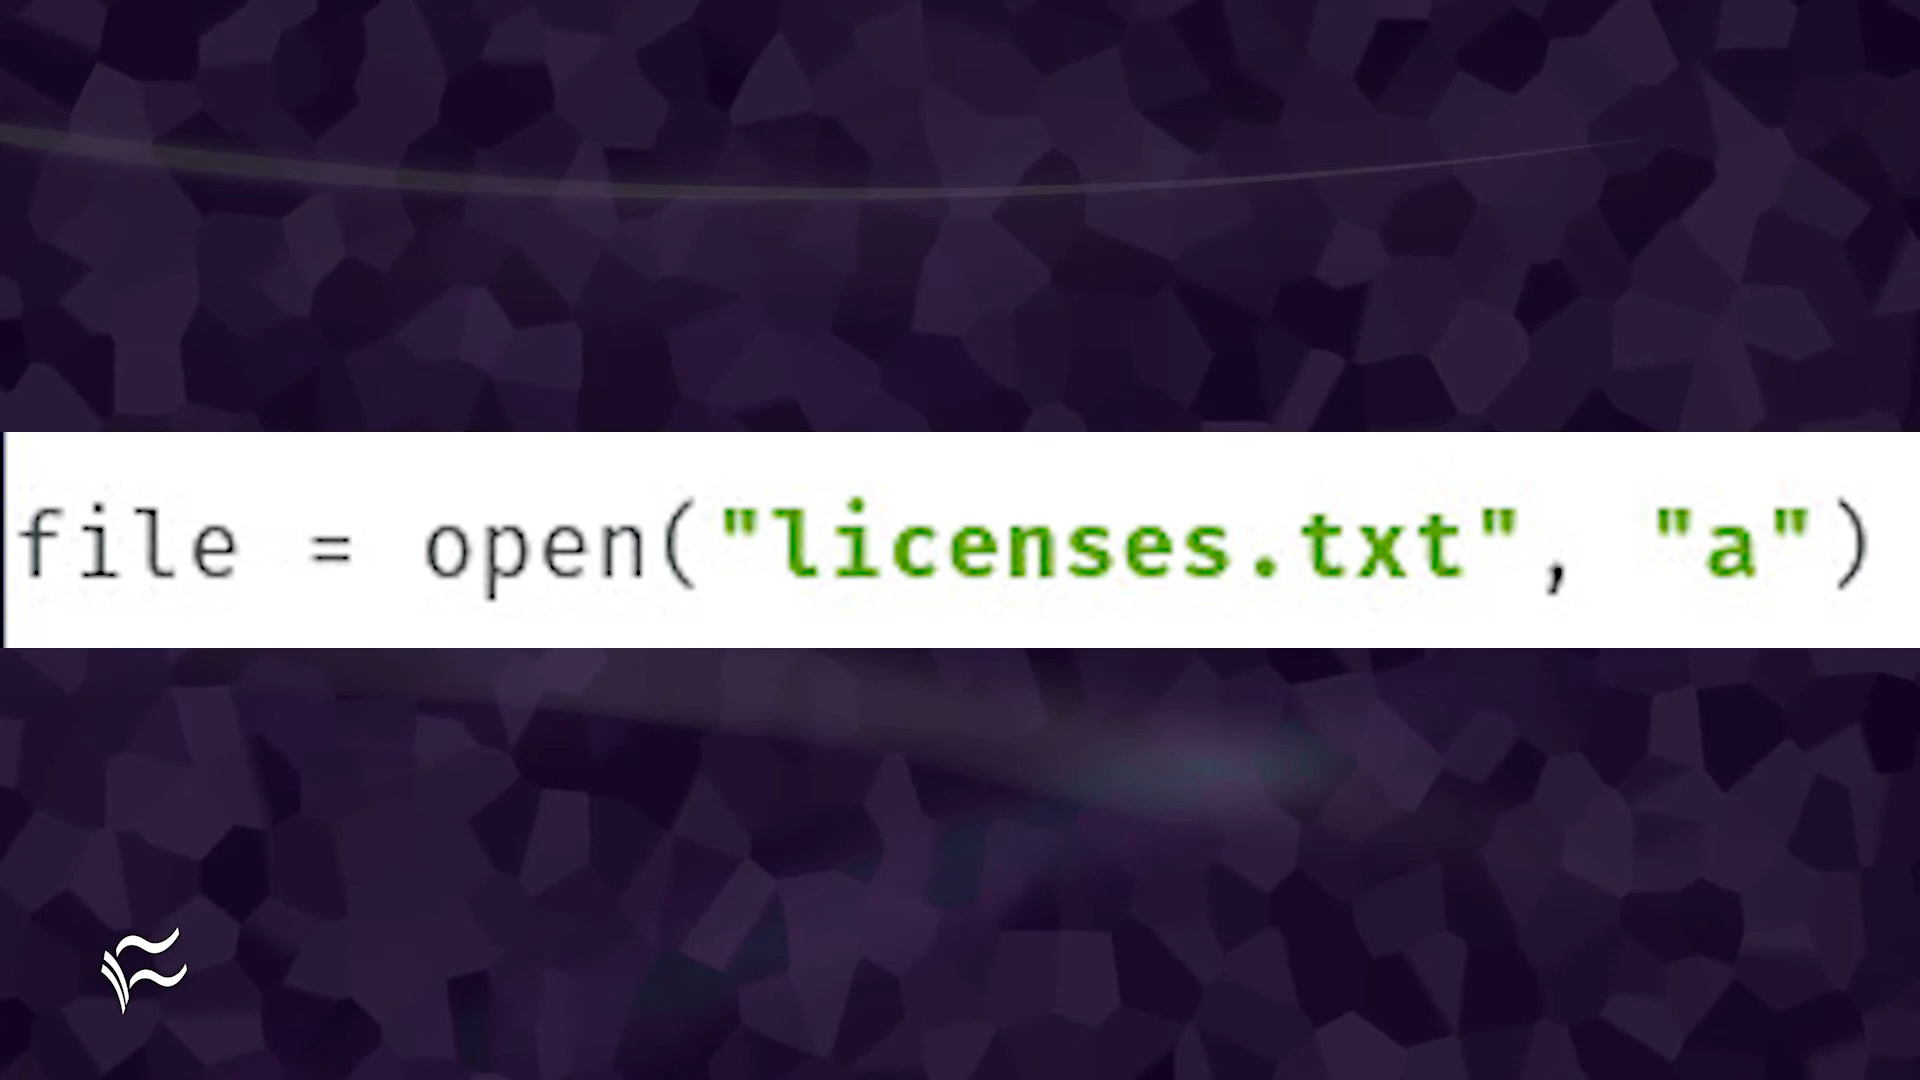 file = open("licenses.txt", "a")